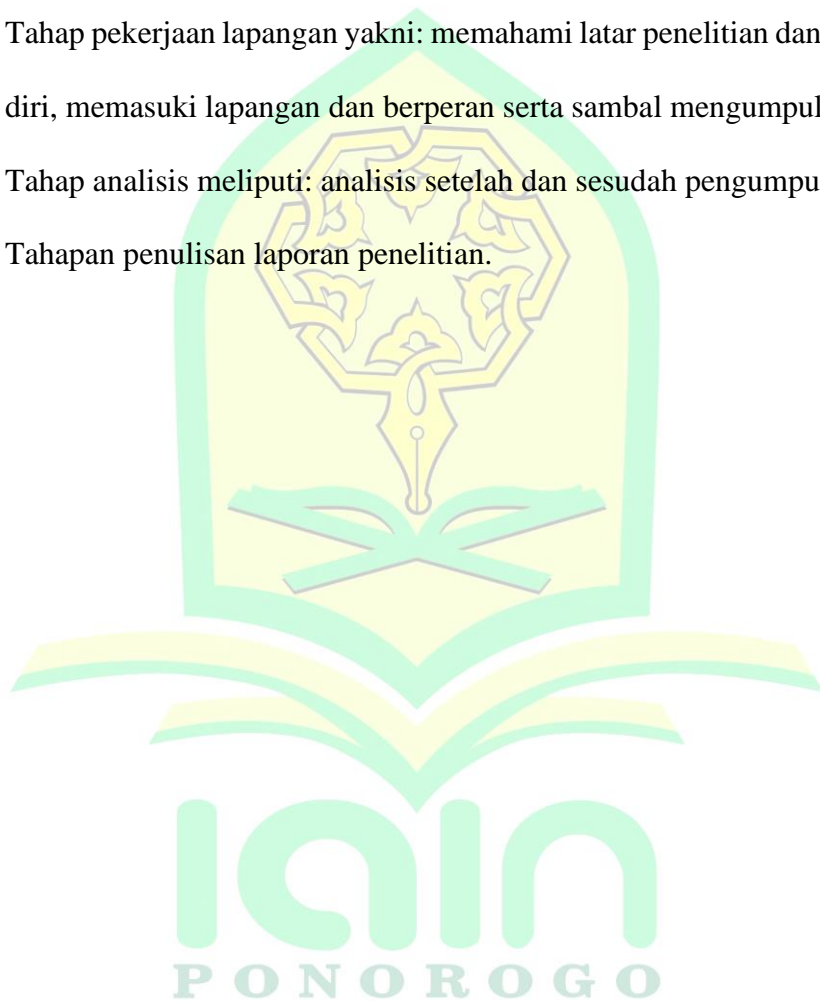 Tahap pekerjaan lapangan yakni: memahami latar penelitian dan
diri, memasuki lapangan dan berperan serta sambal mengumpul
Tahap analisis meliputi: analisis setelah dan sesudah pengumpu
Tahapan penulisan laporan penelitian.
iain
PONOROGO